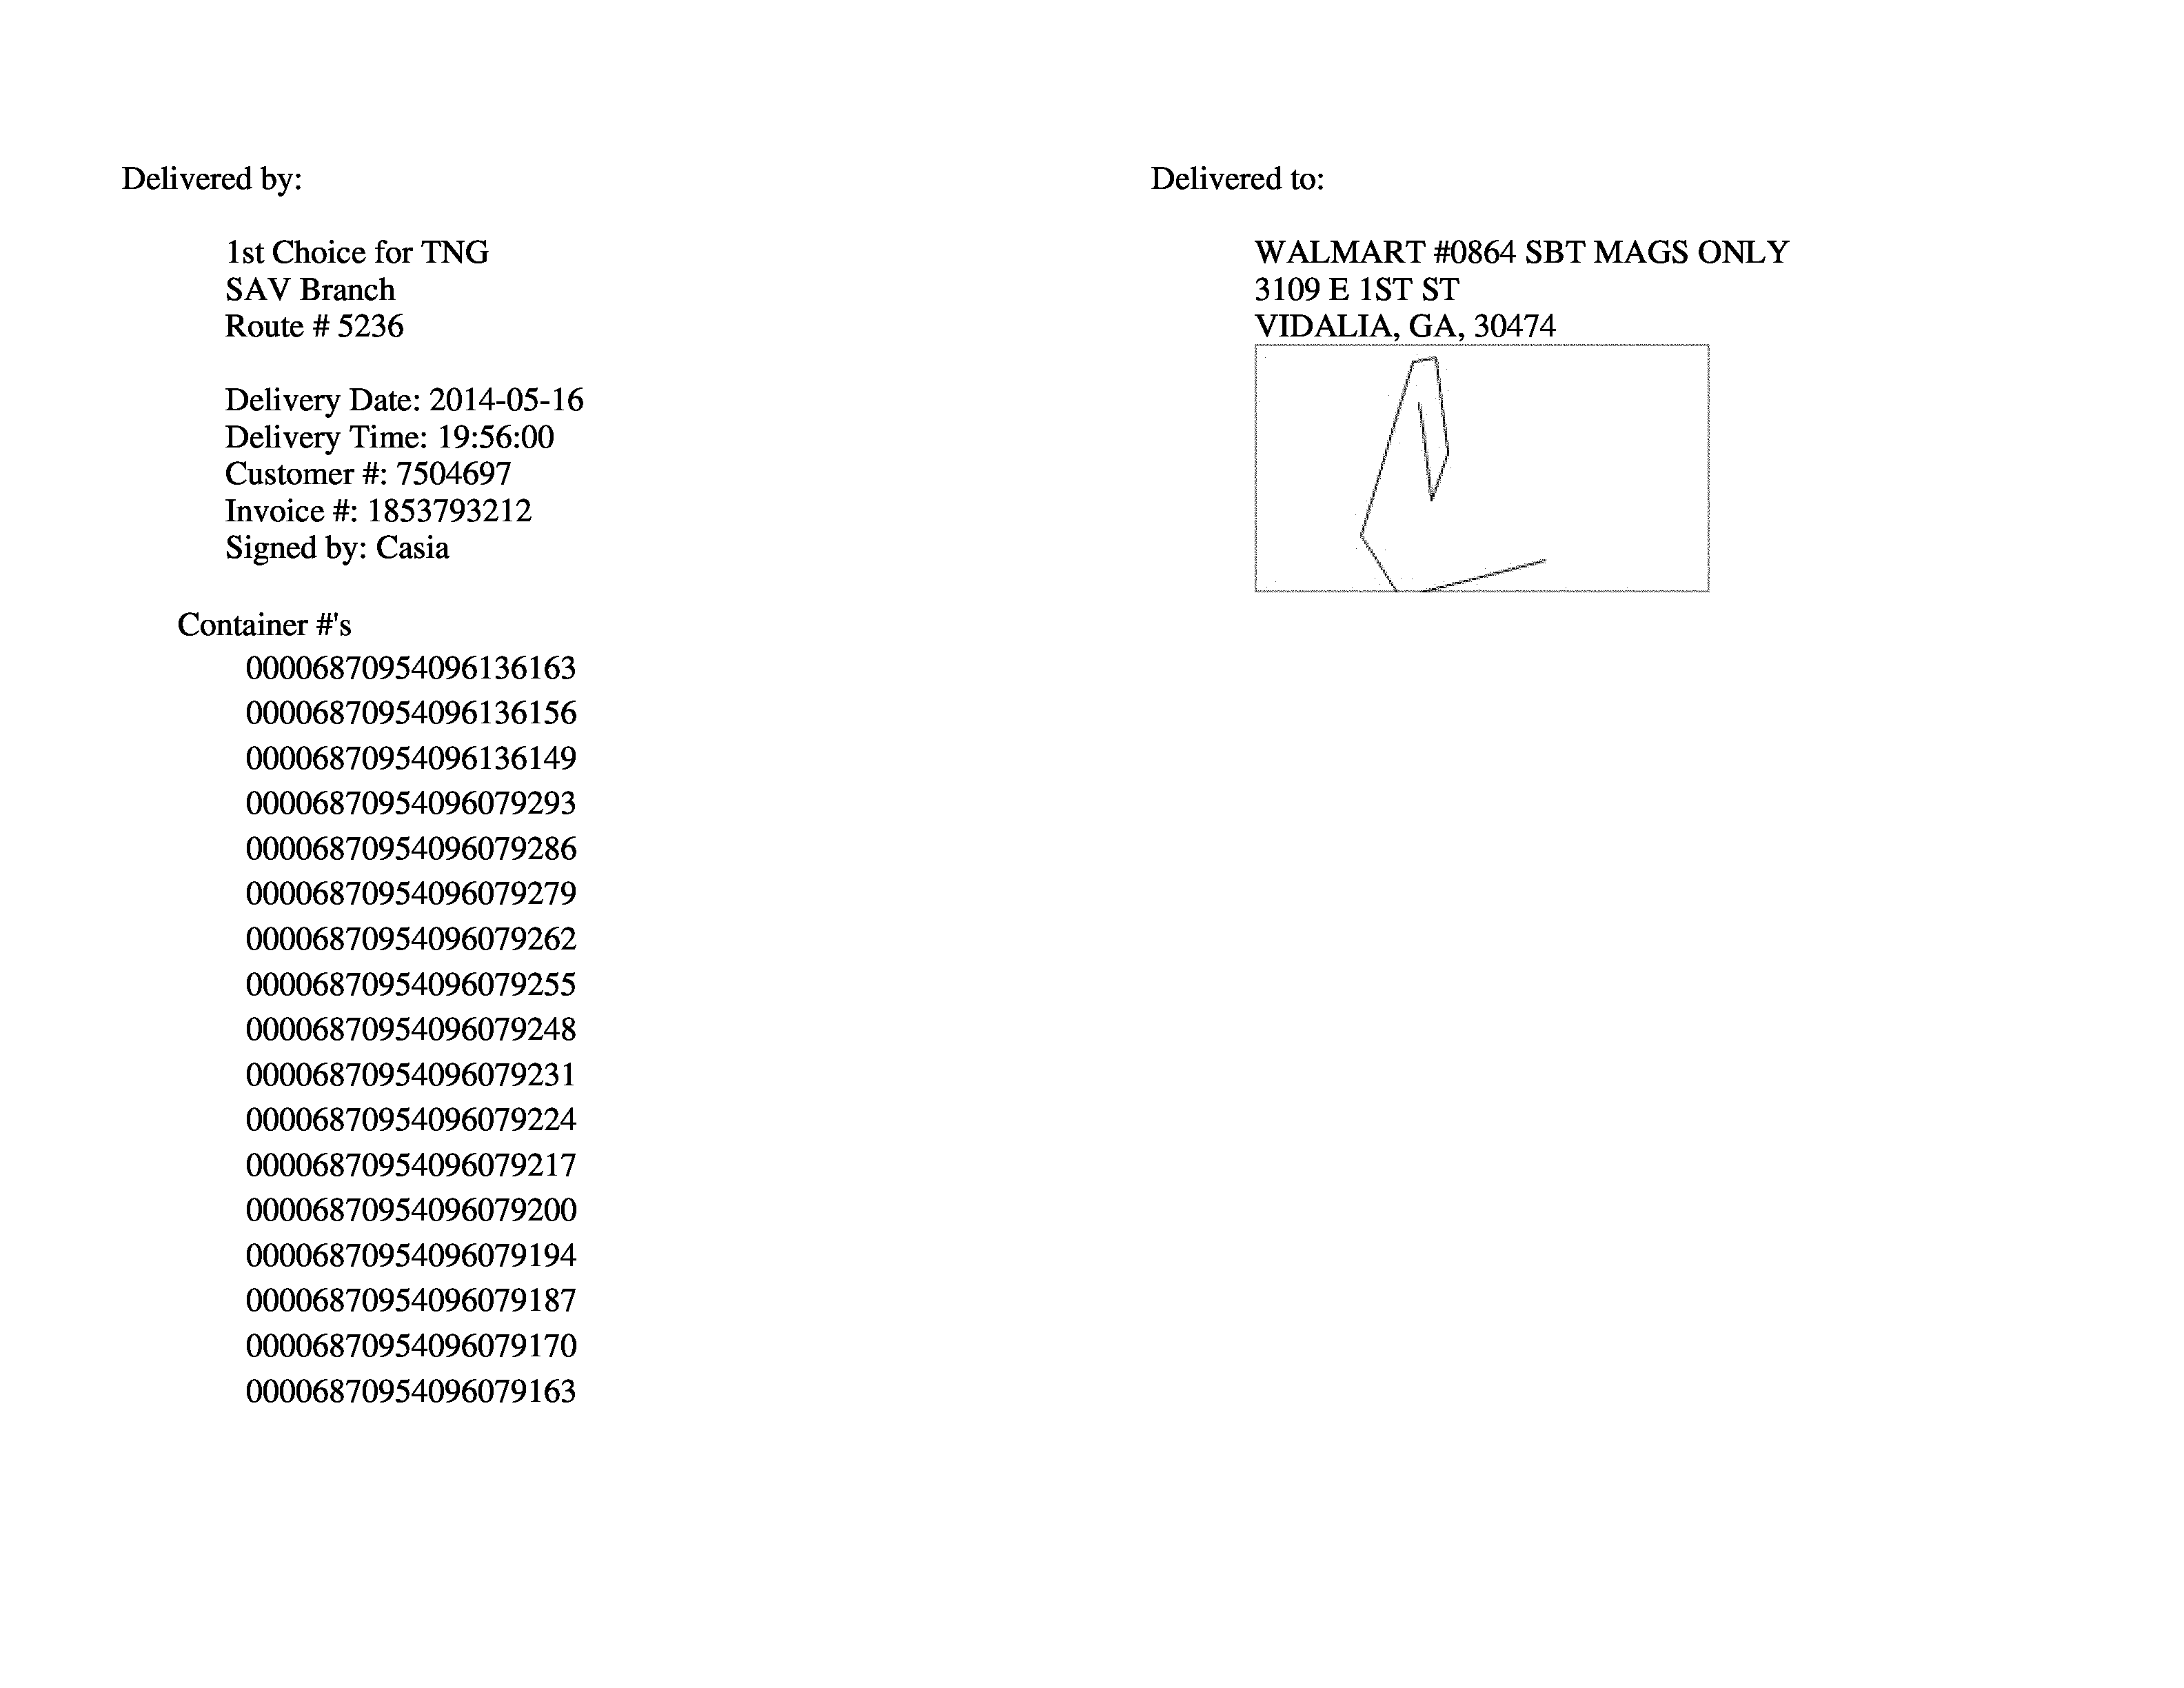 Delivered by:
1st Choice for TNG
SAV Branch
Route # 5236
Delivery Date: 2014-05-16
Delivery Time: 19:56:00
Customer #: 7504697
Invoice #: 1853793212
Signed by: Casia
Container #'s
00006870954096136163
00006870954096136156
00006870954096136149
00006870954096079293
00006870954096079286
00006870954096079279
00006870954096079262
00006870954096079255
00006870954096079248
00006870954096079231
00006870954096079224
00006870954096079217
00006870954096079200
00006870954096079194
00006870954096079187
00006870954096079170
00006870954096079163
Delivered to:
WALMART #0864 SBT MAGS ONLY
3109 E 1ST ST
VIDALIA, GA, 30474